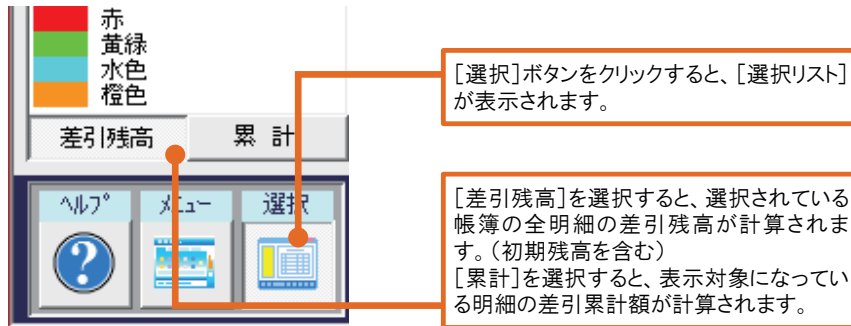 赤
黄緑
水色
橙色
差引残高
累 計
ﾍﾙﾌﾟ
ﾒﾆｭｰ
選択
［選択］ボタンをクリックすると、［選択リスト］
が表示されます。
［差引残高］を選択すると、選択されている
帳簿の全明細の差引残高が計算されま
す。（初期残高を含む）
［累計］を選択すると、表示対象になってい
る明細の差引累計額が計算されます。